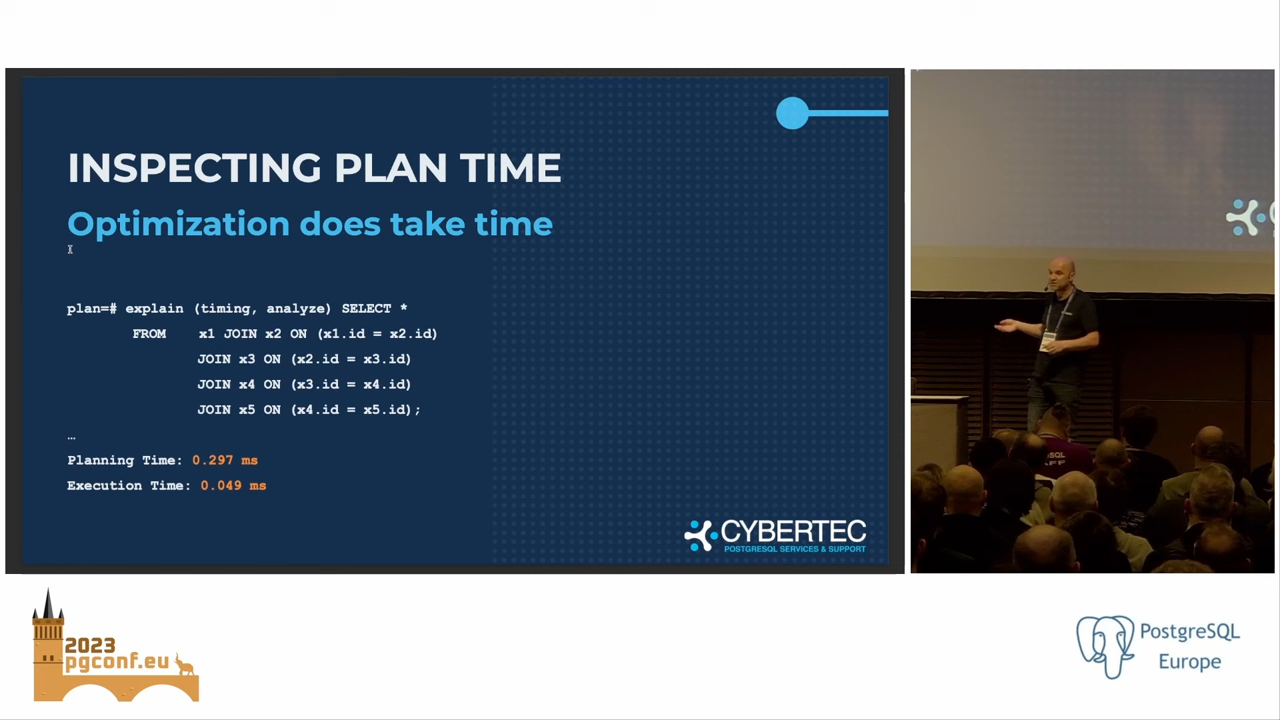 INSPECTING PLAN TIME
Optimization does take time
plan=# explain (timing, analyze) SELECT *
FROM x1 JOIN x2 ON (x1.id = x2.id)
JOIN x3 ON (x2.id = x3.id)
JOIN x4 ON (x3.id = x4.id)
JOIN x5 ON (x4.id = x5.id);
…
Planning Time: 0.297 ms
Execution Time: 0.049 ms
CYBERTEC
POSTGRESQL SERVICES & SUPPORT
2023
pgconf.eu
PostgreSQL
Europe